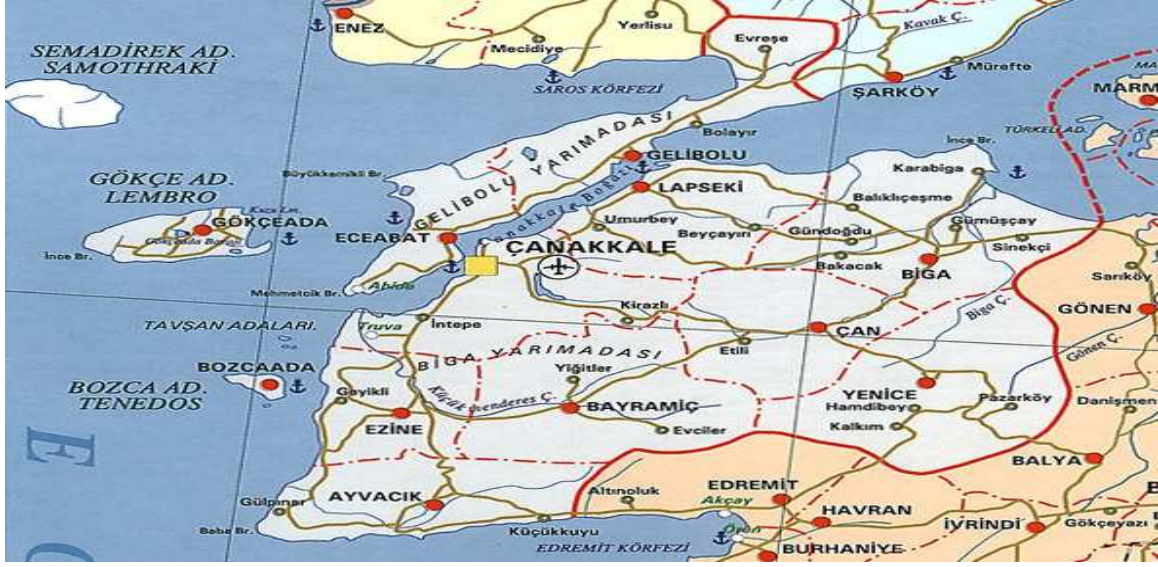 ENEZ
Yerlisu
Mecidiye
Evreşe
Kavak Ç.
Mürefte
ŞARKÖY
SEMADİREK AD.
SAMOTHRAKİ
SAROS KÖRFEZİ
MARM
TÜRKELİ AD.
Bolayır
GELİBOLU
GELİBOLU YARIMADASI
Büyükkemikli Br.
İnce Br.
Karabiga
LAPSEKİ
Çanakkale Boğazı
GÖKÇE AD.
LEMBRO
GÖKÇEADA
İnce Br.
ECEABAT
ÇANAKKALE
Umurbey
Beyçayırı
Balıklıçeşme
Gündoğdu
Gümüşçay
Sinekçi
Bakacak
BİGA
Sarıköy
GÖNEN
Mehmetcik Br.
Abide
TAVŞAN ADALARI.
Truva
İntepe
Kirazlı
ÇAN
Biga Ç.
Gönen Ç.
Etili
BİGA YARIMADASI
BOZCAADA
BOZCA AD.
TENEDOS
Geyikli
Yiğitler
Küçük Menderes Ç.
BAYRAMİÇ
YENİCE
Hamdibey
Pazarköy
Danişmen
EZİNE
Evciler
Kalkım
BALYA
E
AYVACIK
Gülpınar
Altınoluk
EDREMİT
Akçay
HAVRAN
İVRİNDİ
Gökçeyazı
B
Baba Br.
Küçükkuyu
Ören
EDREMİT KÖRFEZİ
BURHANİYE